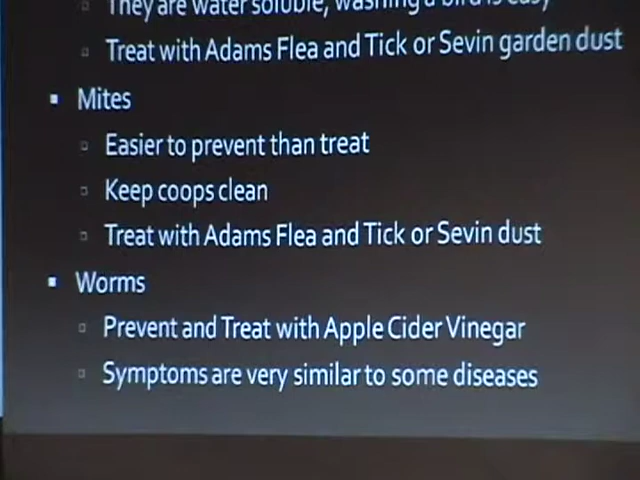 They are water soluble, washing a bird is easy
Treat with Adams Flea and Tick or Sevin garden dust
Mites
Easier to prevent than treat
Keep coops clean
Treat with Adams Flea and Tick or Sevin dust
Worms
Prevent and Treat with Apple Cider Vinegar
Symptoms are very similar to some diseases